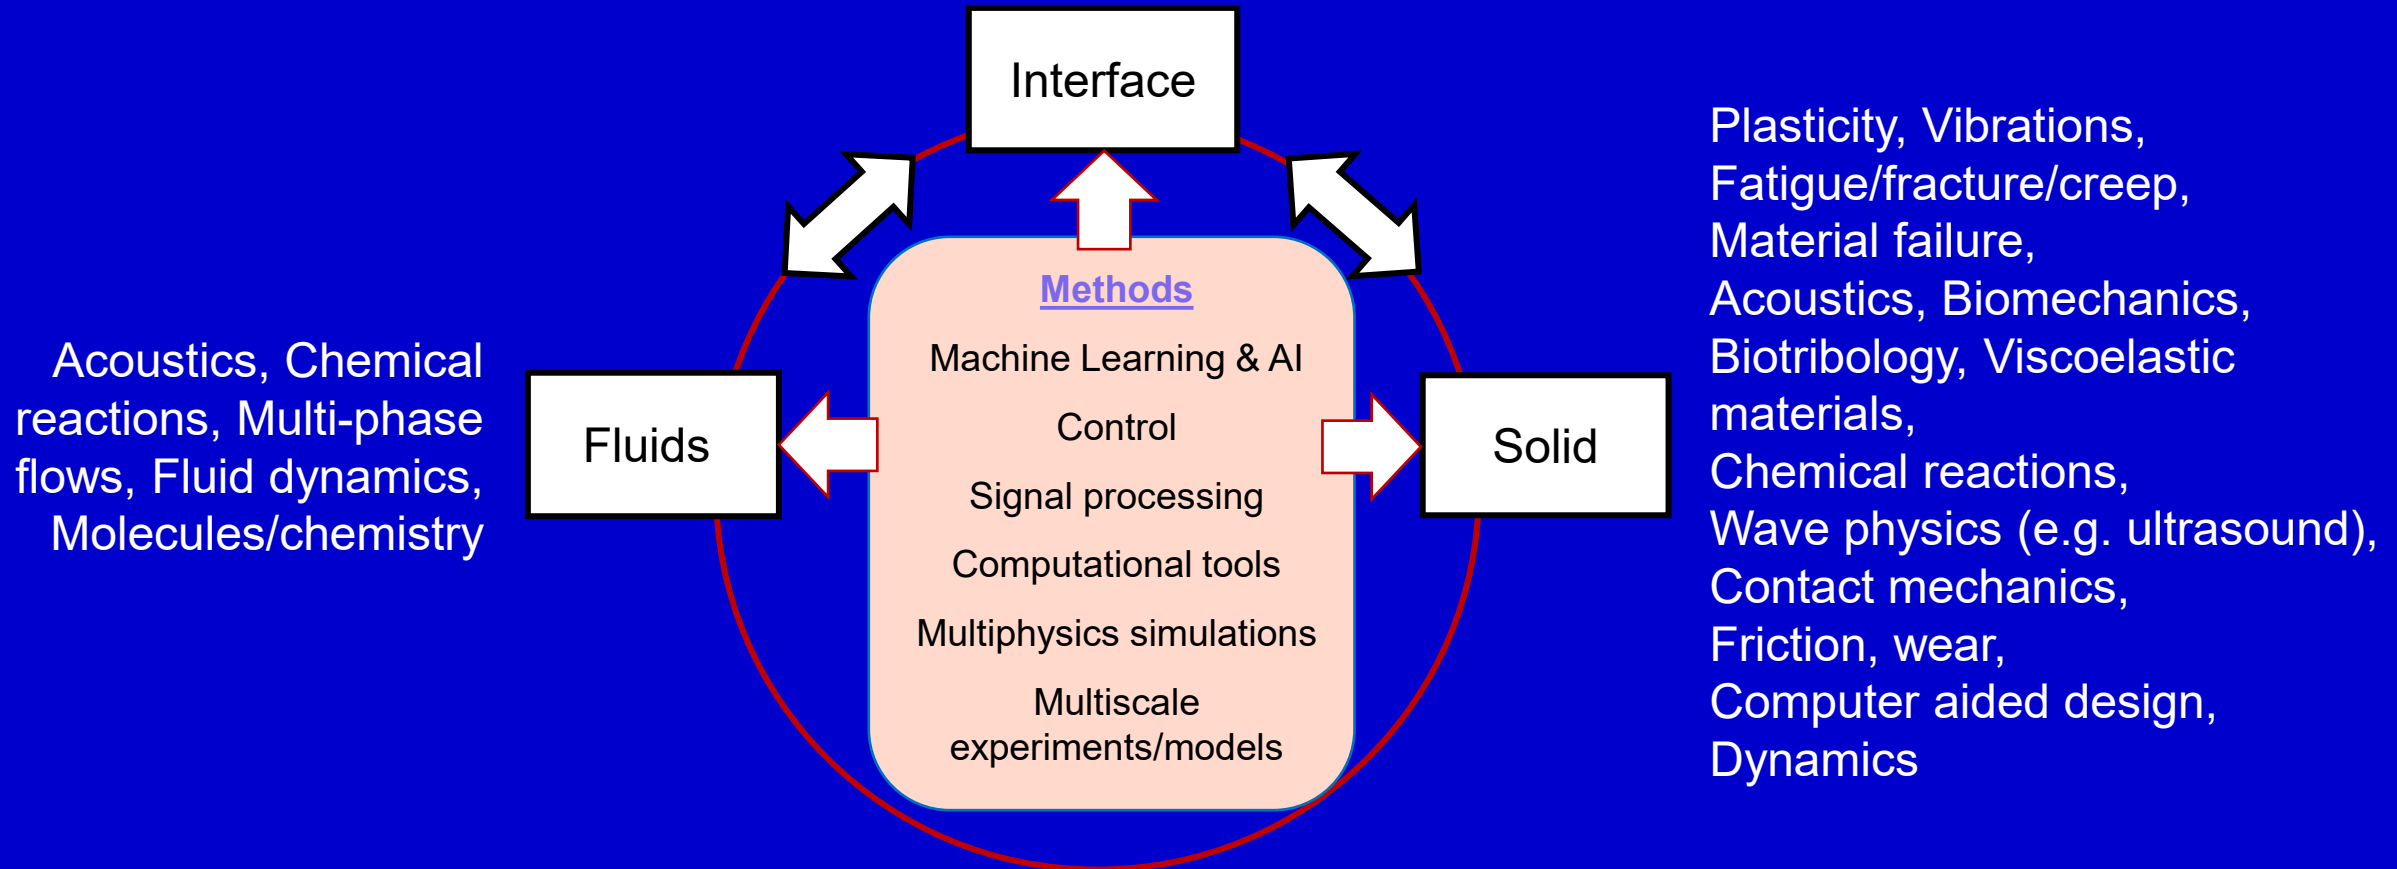 Interface
Acoustics, Chemical
reactions, Multi-phase
flows, Fluid dynamics,
Molecules/chemistry
Fluids
Methods
Machine Learning & AI
Control
Signal processing
Computational tools
Multiphysics simulations
Multiscale
experiments/models
Solid
Plasticity, Vibrations,
Fatigue/fracture/creep,
Material failure,
Acoustics, Biomechanics,
Biotribology, Viscoelastic
materials,
Chemical reactions,
Wave physics (e.g. ultrasound),
Contact mechanics,
Friction, wear,
Computer aided design,
Dynamics